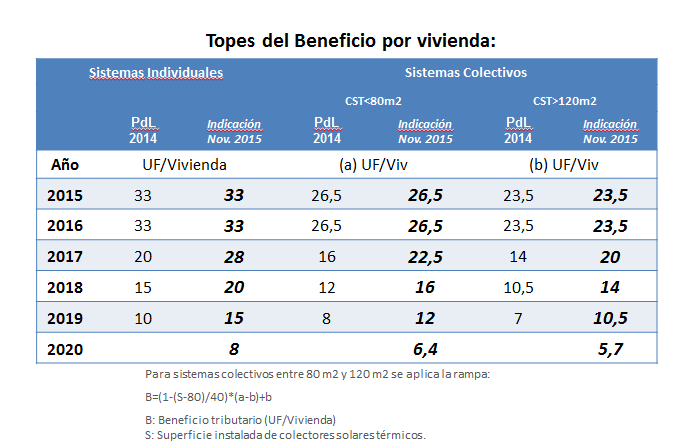 Topes del Beneficio por vivienda:
Sistemas Individuales Sistemas Colectivos
CST<80m2 CST>120m2
PdL 2014 Indicación Nov. 2015 PdL 2014 Indicación Nov. 2015 PdL 2014 Indicación Nov. 2015
Año UF/Vivienda (a) UF/Viv (b) UF/Viv
2015 33 33 26,5 26,5 23,5 23,5
2016 33 33 26,5 26,5 23,5 23,5
2017 20 28 16 22,5 14 20
2018 15 20 12 16 10,5 14
2019 10 15 8 12 7 10,5
2020 8 6,4 5,7
Para sistemas colectivos entre 80 m2 y 120 m2 se aplica la rampa:
B=(1-(S-80)/40)*(a-b)+b
B: Beneficio tributario (UF/Vivienda)
S: Superficie instalada de colectores solares térmicos.